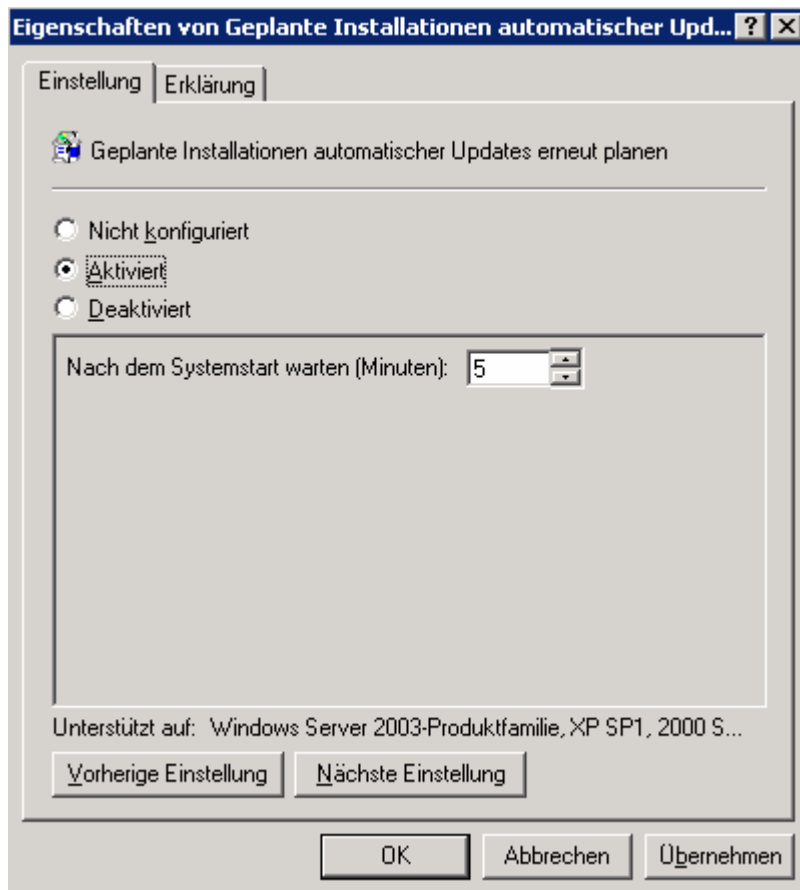 Eigenschaften von Geplante Installationen automatischer Upd...
Einstellung Erklärung
Geplante Installationen automatischer Updates erneut planen
Nicht konfiguriert
Aktiviert
Deaktiviert
Nach dem Systemstart warten (Minuten): 5
Unterstützt auf: Windows Server 2003-Produktfamilie, XP SP1, 2000 S...
Vorherige Einstellung Nächste Einstellung
OK Abbrechen Übernehmen